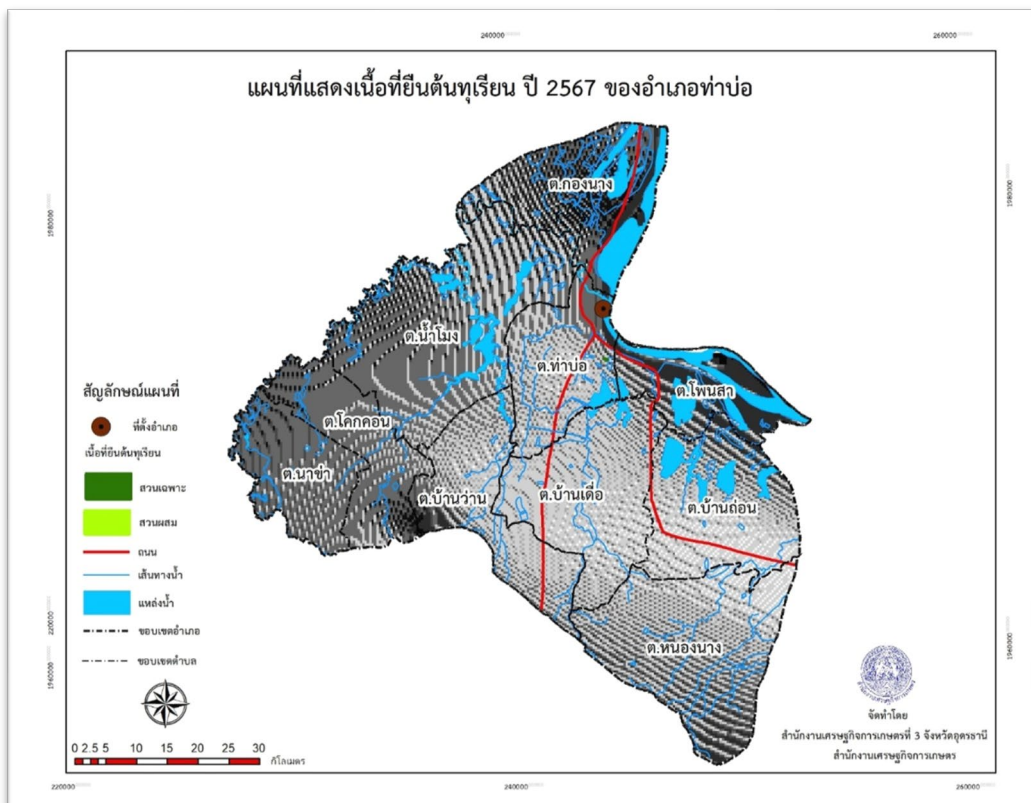 240000
260000
แผนที่แสดงเนื้อที่ยืนต้นทุเรียน ปี 2567 ของอำเภอท่าบ่อ
1980000
1980000
ต.กองนาง
ต.น้ำโมง
ต.ท่าบ่อ
ต.โพนสา
ต.โคกคอน
ต.นาข่า
ต.บ้านว่าน
ต.บ้านเดื่อ
ต.บ้านถ่อน
ต.หนองนาง
สัญลักษณ์แผนที่
ที่ตั้งอำเภอ
เนื้อที่ยืนต้นทุเรียน
สวนเฉพาะ
สวนผสม
ถนน
เส้นทางน้ำ
แหล่งน้ำ
ขอบเขตอำเภอ
ขอบเขตตำบล
220000
1960000
1960000
0 2.5 5 10 15 20 25 30
กิโลเมตร
จัดทำโดย
สำนักงานเศรษฐกิจการเกษตรที่ 3 จังหวัดอุดรธานี
สำนักงานเศรษฐกิจการเกษตร
220000
240000
260000